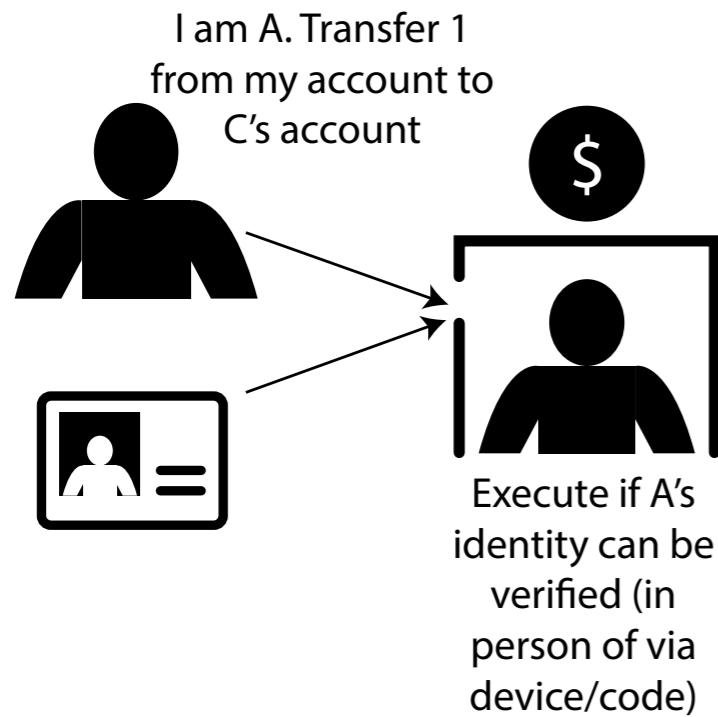 I am A. Transfer 1
from my account to
C’s account
$
Execute if A's
identity can be
verified (in
person of via
device/code)